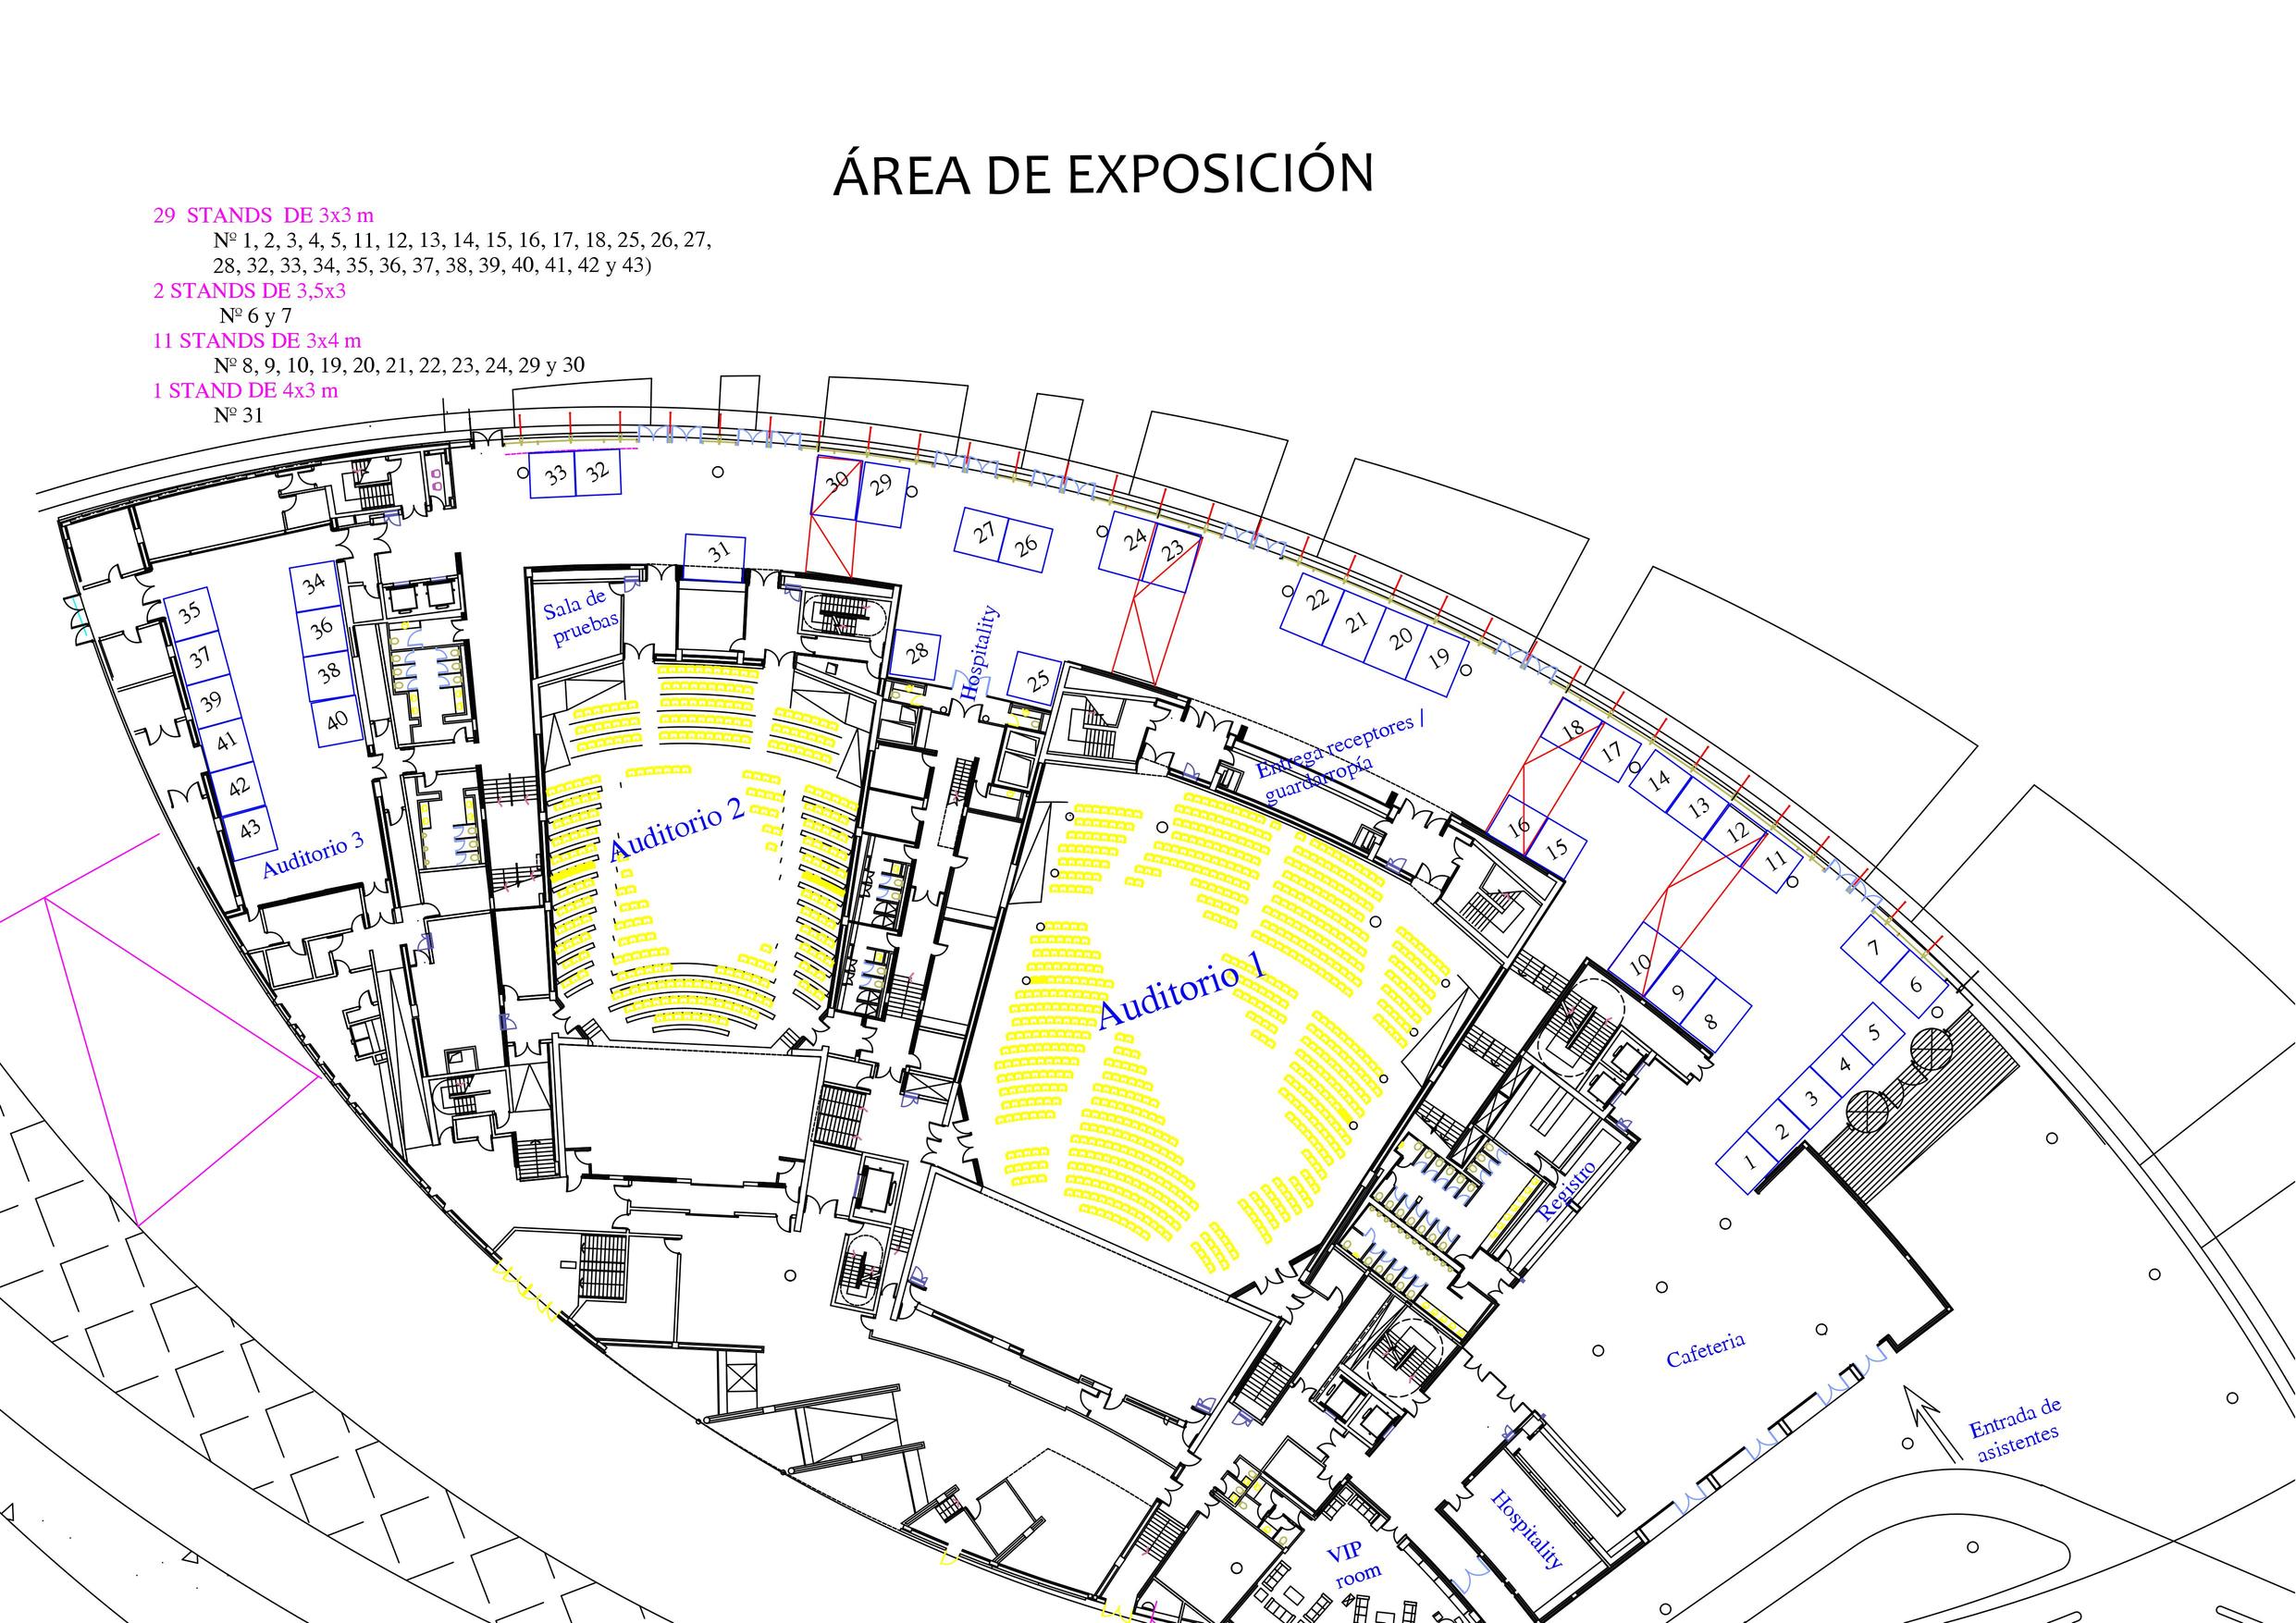 ÁREA DE EXPOSICIÓN
29 STANDS DE 3x3 m
Nº 1, 2, 3, 4, 5, 11, 12, 13, 14, 15, 16, 17, 18, 25, 26, 27,
28, 32, 33, 34, 35, 36, 37, 38, 39, 40, 41, 42 y 43)
2 STANDS DE 3,5x3
Nº 6 y 7
11 STANDS DE 3x4 m
Nº 8, 9, 10, 19, 20, 21, 22, 23, 24, 29 y 30
1 STAND DE 4x3 m
Nº 31
33
32
30
29
31
27
26
24
23
22
21
20
19
28
25
18
17
14
13
12
11
16
15
10
9
8
7
6
5
4
3
2
1
34
36
38
40
35
37
39
41
42
43
Sala de
pruebas
Hospitality
Entrega receptores /
guardarropía
Auditorio 3
Auditorio 2
Auditorio 1
Registro
Cafeteria
Entrada de
asistentes
Hospitality
VIP
room